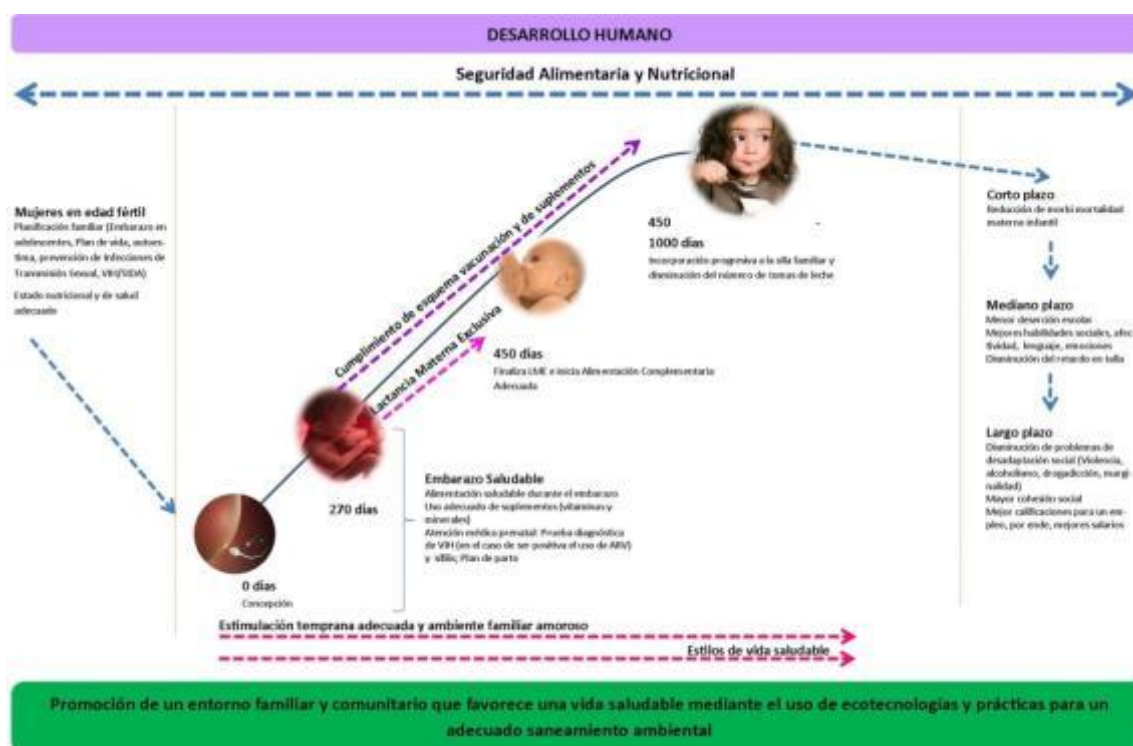 DESARROLLO HUMANO
Seguridad Alimentaria y Nutricional
Mujeres en edad fértil
Planificación familiar (Embarazo en
adolescentes, Plan de vida, autoes-
tima, prevención de Infecciones de
Transmisión Sexual, VIH/SIDA)
Estado nutricional y de salud
adecuado
0 días
Concepción
270 días
Embarazo Saludable
Alimentación saludable durante el embarazo
Uso adecuado de suplementos (vitaminas y
minerales)
Atención médica prenatal: Prueba diagnóstica
de VIH (en el caso de ser positiva el uso de ARV)
y sífilis; Plan de parto
Cumplimiento de esquema vacunación y de suplementos
Lactancia Materna Exclusiva
450 días
Finaliza LME e inicia Alimentación Complementaria
Adecuada
450 -
1000 días
Incorporación progresiva a la olla familiar y
disminución del número de tomas de leche
Corto plazo
Reducción de morbi mortalidad
materno infantil
Mediano plazo
Menor deserción escolar
Mejores habilidades sociales, afec
tividad, lenguaje, emociones
Disminución del retardo en talla
Largo plazo
Disminución de problemas de
desadaptación social (Violencia,
alcoholismo, drogadicción, margi-
nalidad)
Mayor cohesión social
Mejor calificaciones para un em-
pleo, por ende, mejores salarios
Estimulación temprana adecuada y ambiente familiar amoroso
Estilos de vida saludable
Promoción de un entorno familiar y comunitario que favorece una vida saludable mediante el uso de ecotecnologías y prácticas para un
adecuado saneamiento ambiental